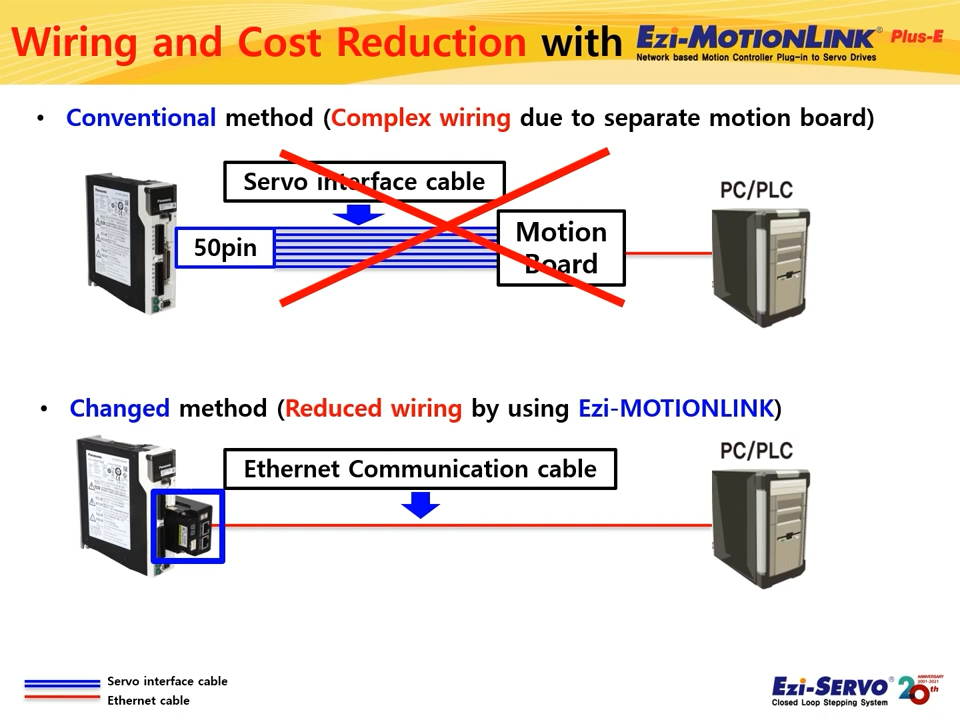 Wiring and Cost Reduction with Ezi-MOTIONLINK® Plus-E
Network based Motion Controller Plug-in to Servo Drives
• Conventional method (Complex wiring due to separate motion board)
Servo interface cable
PC/PLC
50pin
Motion
Board
• Changed method (Reduced wiring by using Ezi-MOTIONLINK)
PC/PLC
Ethernet Communication cable
Servo interface cable
Ethernet cable
Ezi-SERVO®
Closed Loop Stepping System
20th
ANNIVERSARY
2001-2021